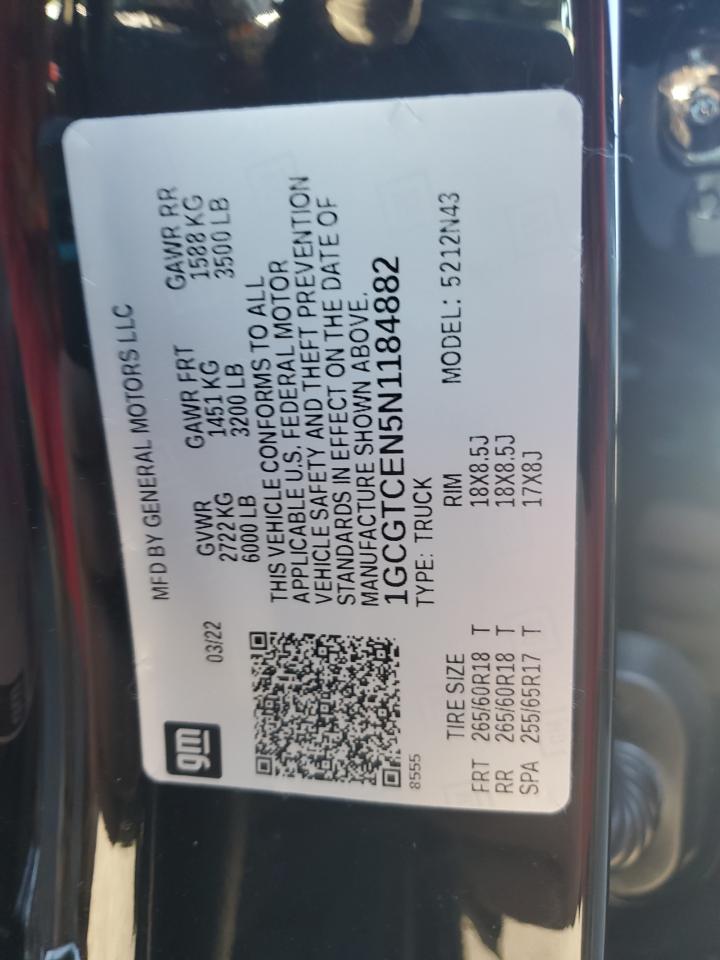 gm
MFD BY GENERAL MOTORS LLC
03/22
GVWR GAWR FRT GAWR RR
2722 KG 1451 KG 1588 KG
6000 LB 3200 LB 3500 LB
THIS VEHICLE CONFORMS TO ALL
APPLICABLE U.S. FEDERAL MOTOR
VEHICLE SAFETY AND THEFT PREVENTION
STANDARDS IN EFFECT ON THE DATE OF
MANUFACTURE SHOWN ABOVE.
1GCGTCEN5N1184882
8555
TYPE: TRUCK MODEL: 5212N43
TIRE SIZE RIM
FRT 265/60R18 T 18X8.5J
RR 265/60R18 T 18X8.5J
SPA 255/65R17 T 17X8J